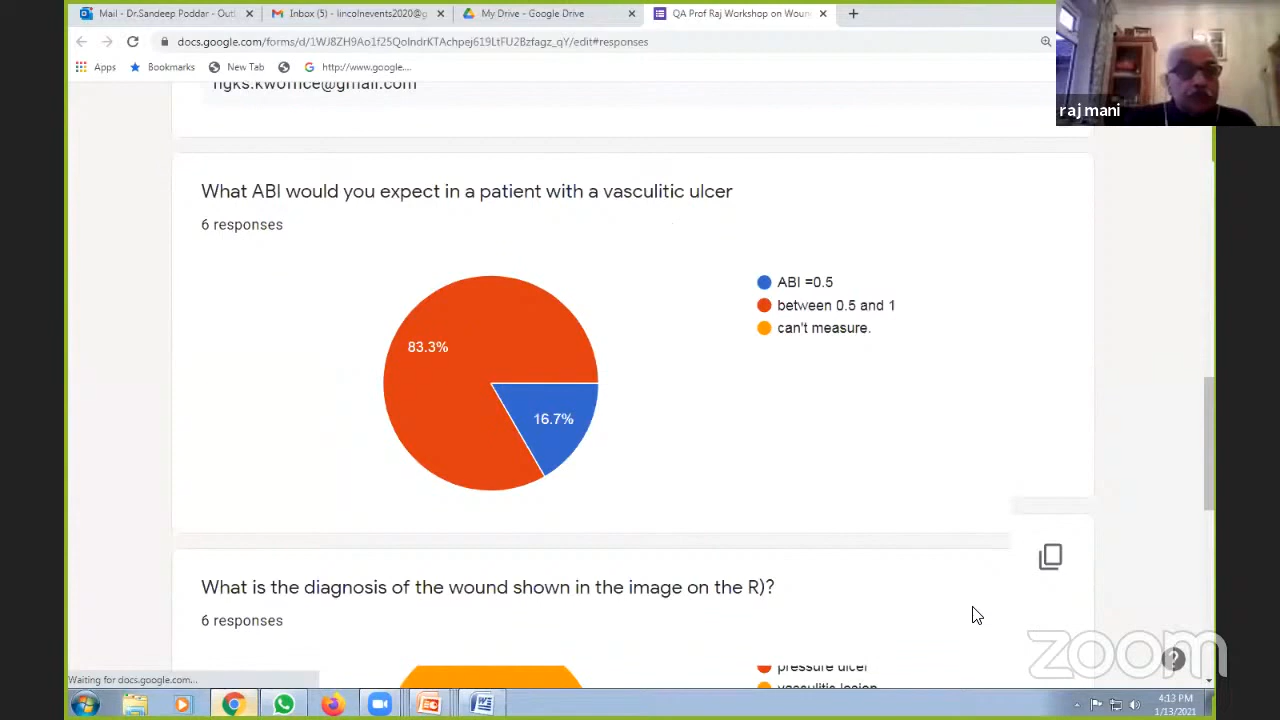 Mail - Dr.Sandeep Poddar - Outl
Inbox (5) - lincolnevents2020@g
My Drive - Google Drive
QA Prof Raj Workshop on Woun
docs.google.com/forms/d/1WJ8ZH9Ao1f25QolndrKTAchpej619LtFU2Bzfagz_qY/edit#responses
Apps
Bookmarks
New Tab
http://www.google....
raj mani
What ABI would you expect in a patient with a vasculitic ulcer
6 responses
ABI =0.5
between 0.5 and 1
can't measure.
83.3%
16.7%
What is the diagnosis of the wound shown in the image on the R)?
6 responses
pressure ulcer
vasculitic lesion
zoom
Waiting for docs.google.com...
4:13 PM
1/13/2021